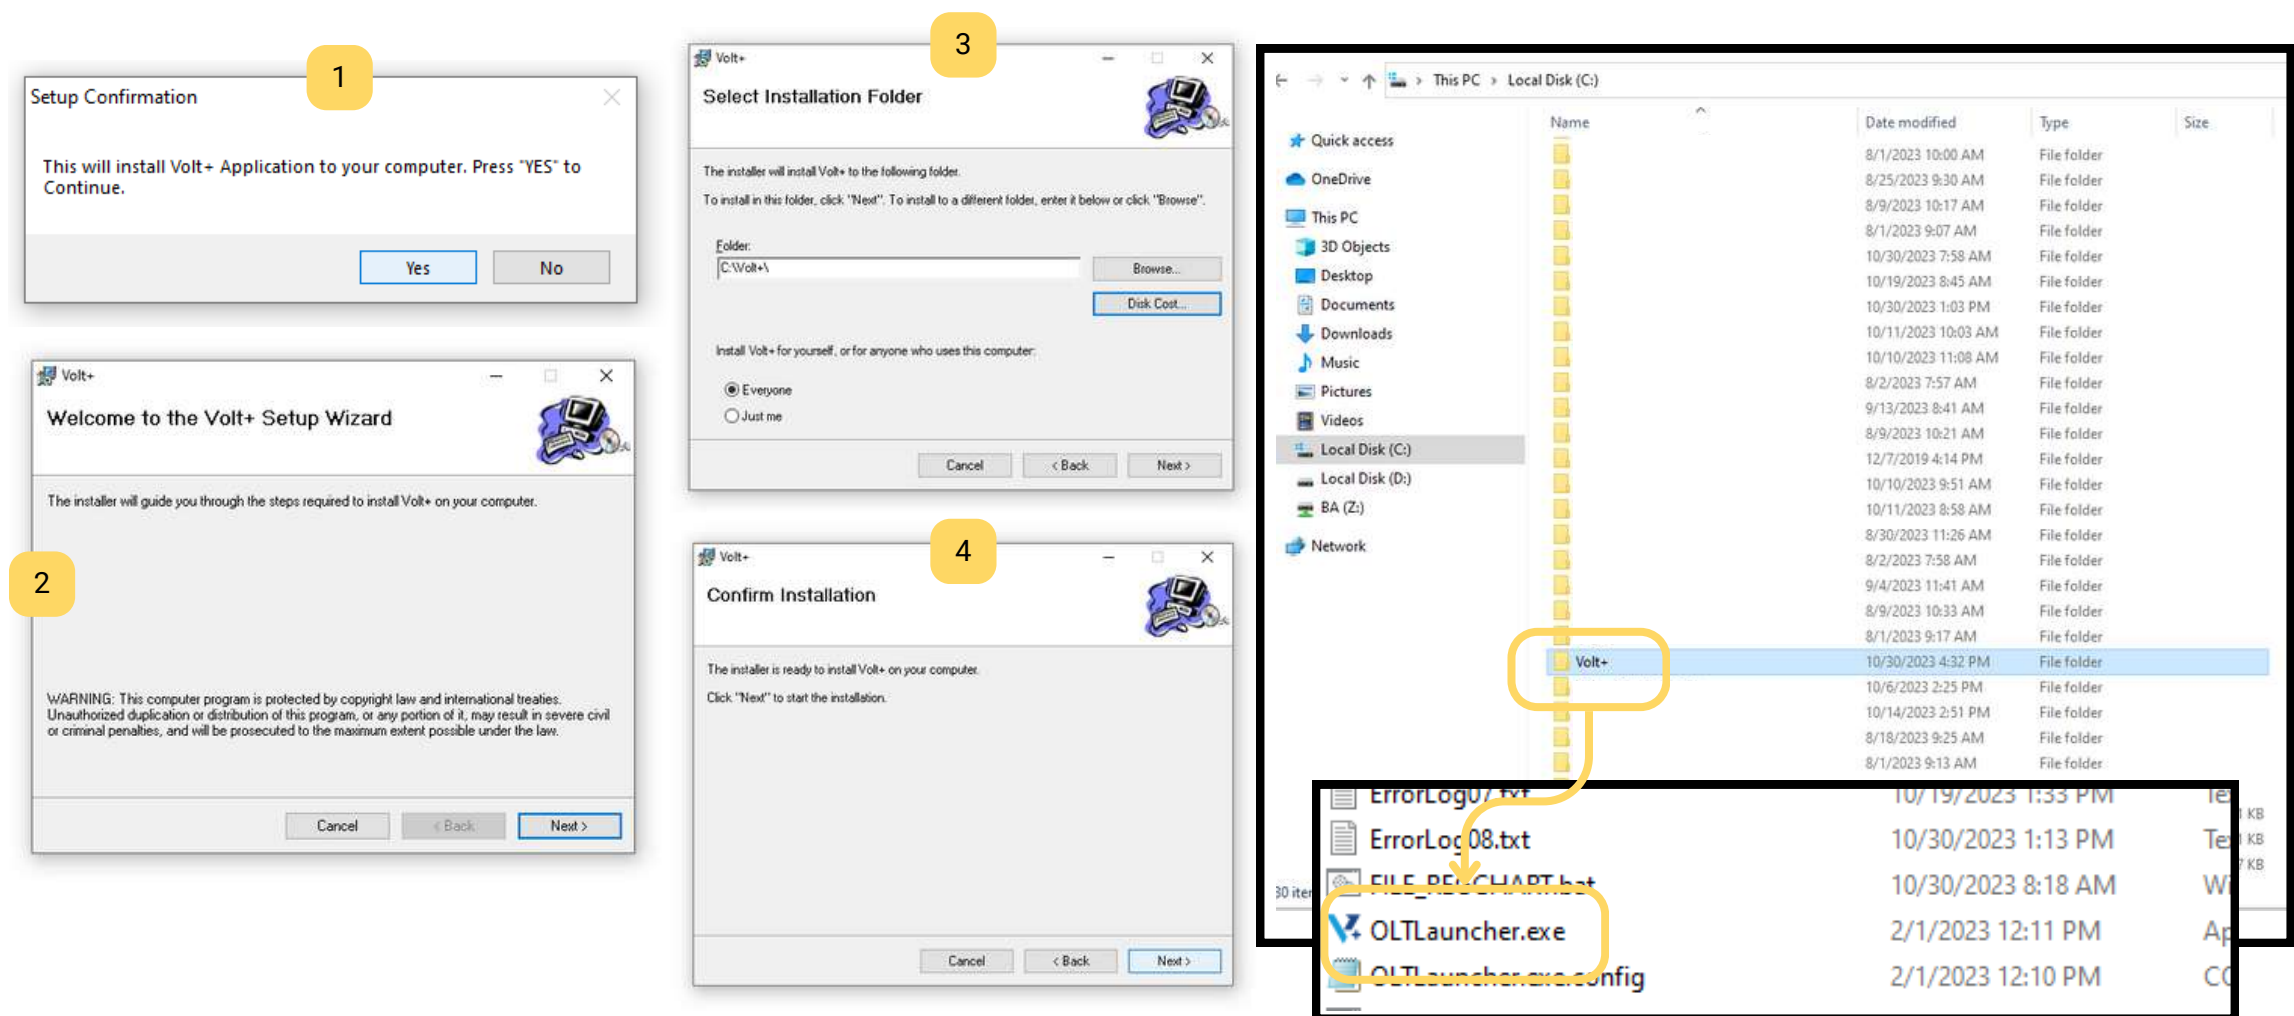 1
Setup Confirmation
This will install Volt+ Application to your computer. Press "YES" to
Continue.
Yes
No
2
Volt+
Welcome to the Volt+ Setup Wizard
The installer will guide you through the steps required to install Volt+ on your computer.
WARNING: This computer program is protected by copyright law and international treaties.
Unauthorized duplication or distribution of this program, or any portion of it, may result in severe civil
or criminal penalties, and will be prosecuted to the maximum extent possible under the law.
Cancel
< Back
Next >
3
Volt+
Select Installation Folder
The installer will install Volt+ to the following folder.
To install in this folder, click "Next". To install to a different folder, enter it below or click "Browse".
Folder:
C:\Volt+\
Browse...
Disk Cost...
Install Volt+ for yourself, or for anyone who uses this computer:
Everyone
Just me
Cancel
< Back
Next >
4
Volt+
Confirm Installation
The installer is ready to install Volt+ on your computer.
Click "Next" to start the installation.
Cancel
< Back
Next >
This PC > Local Disk (C:)
Quick access
OneDrive
This PC
3D Objects
Desktop
Documents
Downloads
Music
Pictures
Videos
Local Disk (C:)
Local Disk (D:)
BA (Z:)
Network
Name Date modified Type Size
8/1/2023 10:00 AM File folder
8/25/2023 9:30 AM File folder
8/9/2023 10:17 AM File folder
8/1/2023 9:07 AM File folder
10/30/2023 7:58 AM File folder
10/19/2023 8:45 AM File folder
10/30/2023 1:03 PM File folder
10/11/2023 10:03 AM File folder
10/10/2023 11:08 AM File folder
8/2/2023 7:57 AM File folder
9/13/2023 8:41 AM File folder
8/9/2023 10:21 AM File folder
12/7/2019 4:14 PM File folder
10/10/2023 9:51 AM File folder
10/11/2023 8:58 AM File folder
8/30/2023 11:26 AM File folder
8/2/2023 7:58 AM File folder
9/4/2023 11:41 AM File folder
8/9/2023 10:33 AM File folder
8/1/2023 9:17 AM File folder
Volt+ 10/30/2023 4:32 PM File folder
10/6/2023 2:25 PM File folder
10/14/2023 2:51 PM File folder
8/18/2023 9:25 AM File folder
8/1/2023 9:13 AM File folder
KB
KB
KB
ErrorLog07.txt 10/19/2023 1:33 PM
ErrorLog08.txt 10/30/2023 1:13 PM
10/30/2023 8:18 AM
OLTLauncher.exe 2/1/2023 12:11 PM
OLTLauncher.exe.config 2/1/2023 12:10 PM